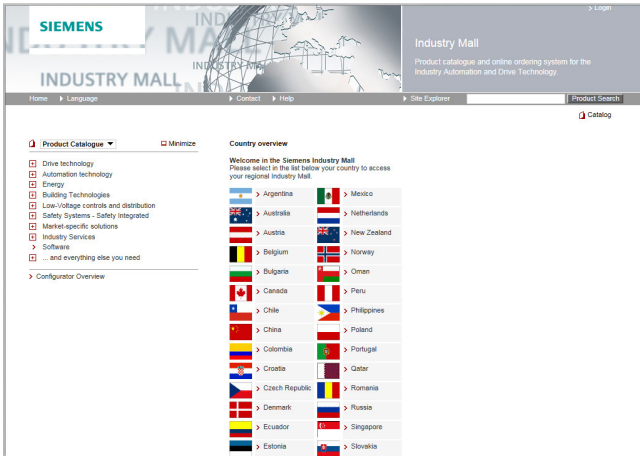 > Login
SIEMENS
INDUSTRY MALL
Industry Mall
Product catalogue and online ordering system for the
Industry Automation and Drive Technology.
Home
Language
Contact
Help
Site Explorer
Product Search
Catalog
Product Catalogue
Minimize
Drive technology
Automation technology
Energy
Building Technologies
Low-Voltage controls and distribution
Safety Systems - Safety Integrated
Market-specific solutions
Industry Services
> Software
... and everything else you need
> Configurator Overview
Country overview
Welcome in the Siemens Industry Mall
Please select in the list below your country to access
your regional Industry Mall.
> Argentina > Mexico
> Australia > Netherlands
> Austria > New Zealand
> Belgium > Norway
> Bulgaria > Oman
> Canada > Peru
> Chile > Philippines
> China > Poland
> Colombia > Portugal
> Croatia > Qatar
> Czech Republic > Romania
> Denmark > Russia
> Ecuador > Singapore
> Estonia > Slovakia